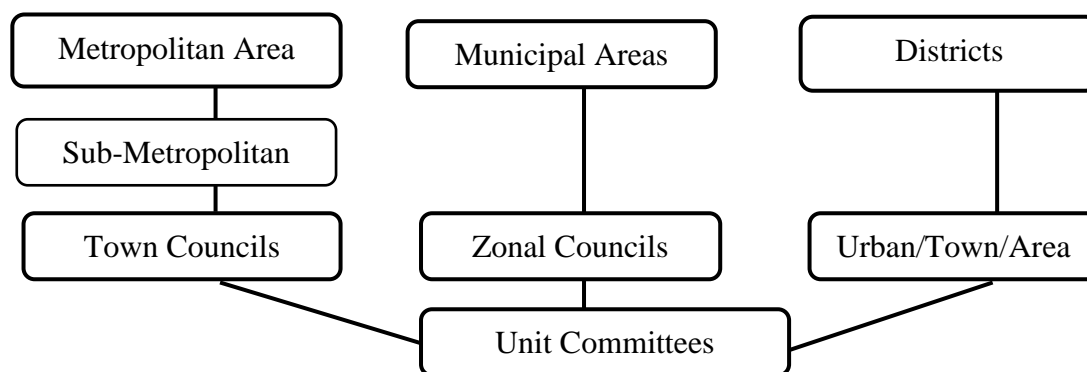 Metropolitan Area
Municipal Areas
Districts
Sub-Metropolitan
Town Councils
Zonal Councils
Urban/Town/Area
Unit Committees